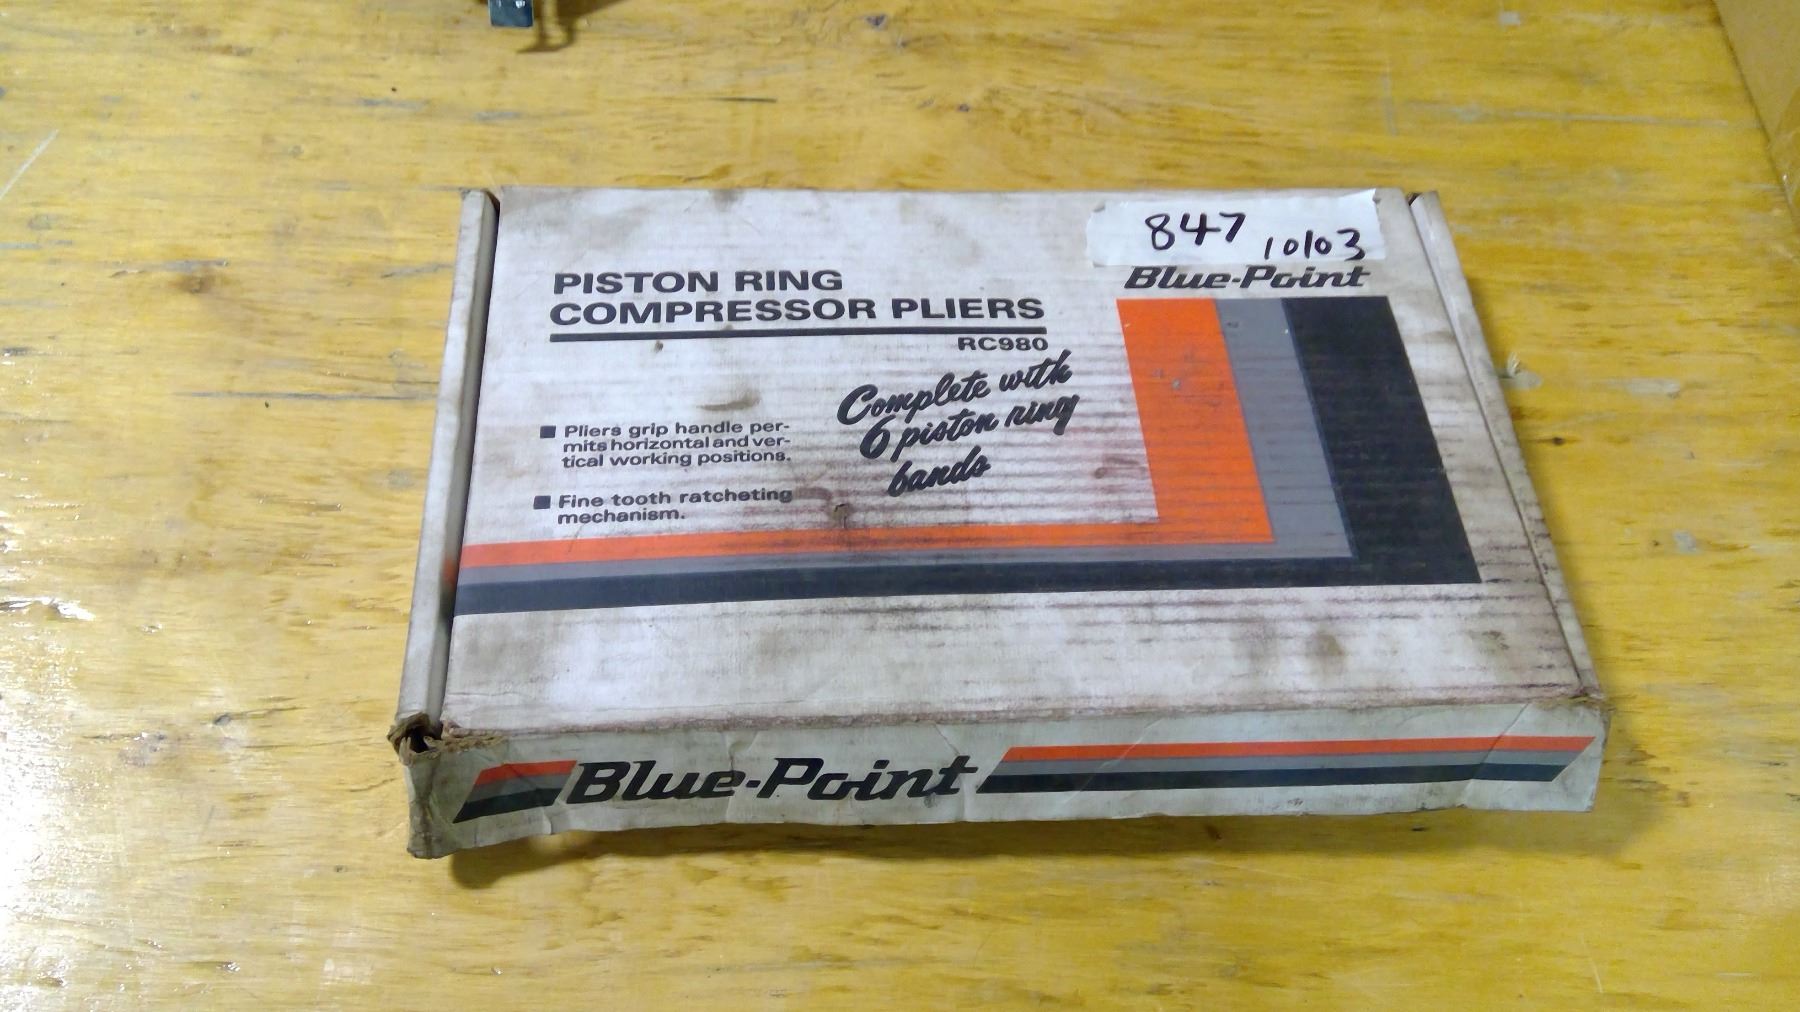 847 10103
Blue-Point
PISTON RING
COMPRESSOR PLIERS
RC980
Complete with
6 piston ring
bands
■ Pliers grip handle per-
mits horizontal and ver-
tical working positions.
■ Fine tooth ratcheting
mechanism.
Blue-Point